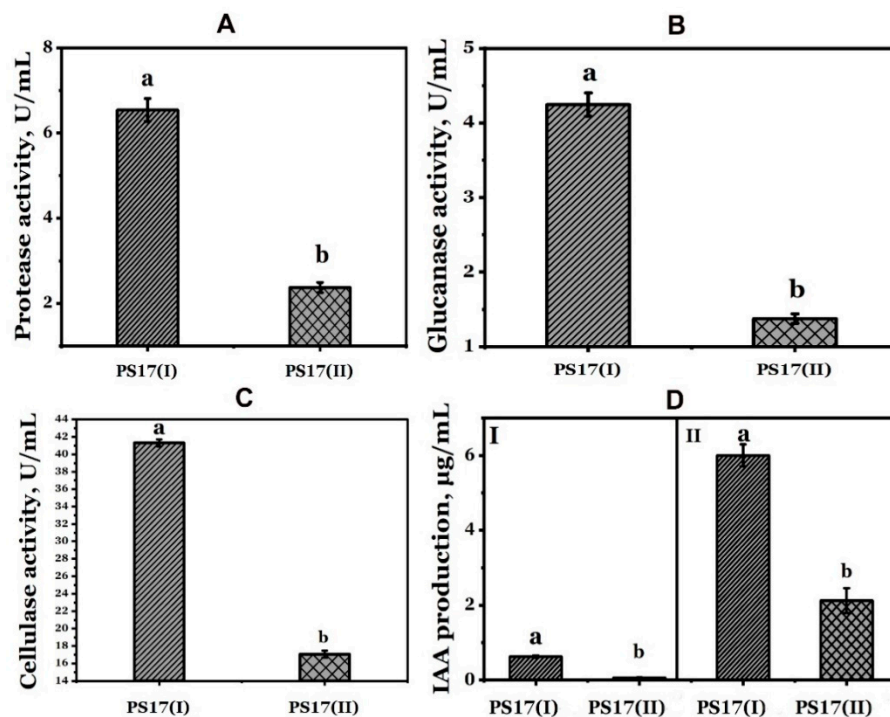 A
Protease activity, U/mL
8
6
4
2
a
b
PS17(I) PS17(II)
B
Glucanase activity, U/mL
5
4
3
2
1
a
b
PS17(I) PS17(II)
C
Cellulase activity, U/mL
44
42
40
38
36
34
32
30
28
26
24
22
20
18
16
14
a
b
PS17(I) PS17(II)
D
IAA production, µg/mL
6
4
2
0
I
a
b
II
a
b
PS17(I) PS17(II) PS17(I) PS17(II)